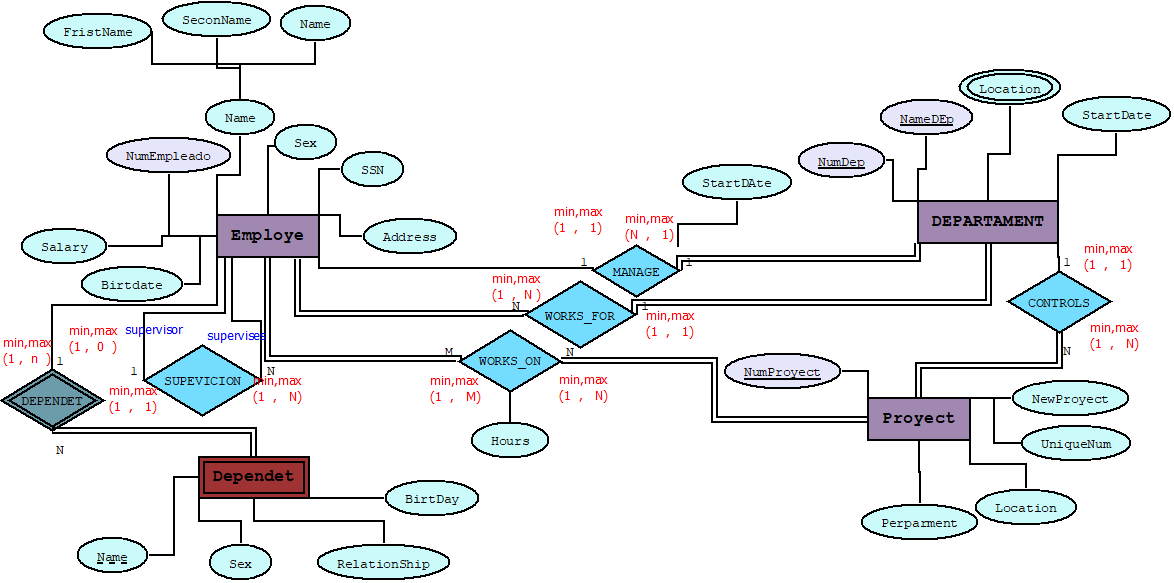 FristName
SeconName
Name
Name
Sex
NumEmpleado
SSN
Salary
Address
Birtdate
Employe
Location
StartDate
NameDEp
NumDep
StartDAte
DEPARTAMENT
min,max
(1 , 1)
min,max
(N , 1)
1
MANAGE
1
min,max
(1 , N )
N
WORKS_FOR
1
min,max
(1 , 1)
min,max
(1 , 1)
1
CONTROLS
min,max
(1 , N)
N
min,max
(1, n )
min,max
(1, 0 )
1
DEPENDET
N
supervisor
supervises
1
SUPEVICION
N
min,max
(1 , 1)
min,max
(1 , N)
M
WORKS_ON
N
min,max
(1 , M)
min,max
(1 , N)
Hours
NumProyect
Proyect
NewProyect
UniqueNum
Location
Perparment
Dependet
BirtDay
Name
Sex
RelationShip